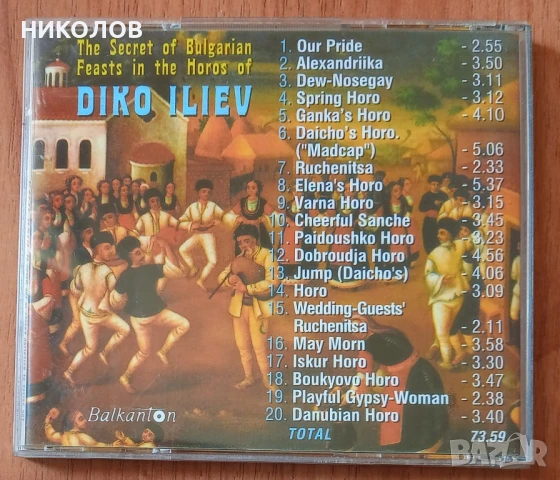 НИКОЛОВ
The Secret of Bulgarian
Feasts in the Horos of
DIKO ILIEV
1. Our Pride - 2.55
2. Alexandriika - 3.50
3. Dew-Nosegay - 3.11
4. Spring Horo - 3.12
5. Ganka's Horo - 4.10
6. Daicho's Horo.
("Madcap") - 5.06
7. Ruchenitsa - 2.33
8. Elena's Horo - 5.37
9. Varna Horo - 3.15
10. Cheerful Sanche - 3.45
11. Paidoushko Horo - 3.23
12. Dobroudja Horo - 4.56
13. Jump (Daicho's) - 4.06
14. Horo - 3.09
15. Wedding-Guests'
Ruchenitsa - 2.11
16. May Morn - 3.58
17. Iskur Horo - 3.30
18. Boukyovo Horo - 3.47
19. Playful Gypsy-Woman - 2.38
20. Danubian Horo - 3.40
TOTAL 73.59
Balkanton
BAZAR